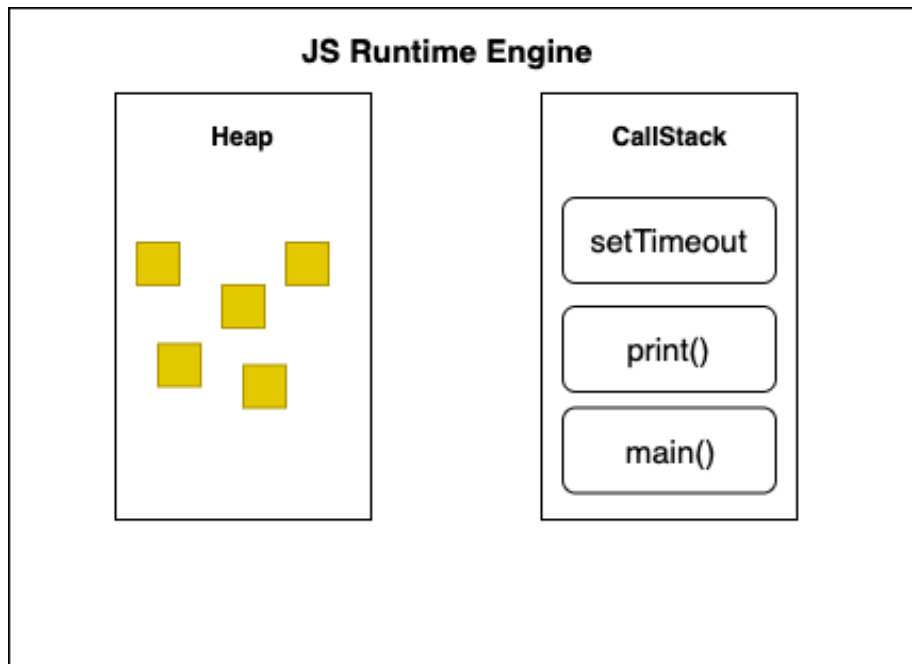 JS Runtime Engine
Heap
CallStack
setTimeout
print()
main()